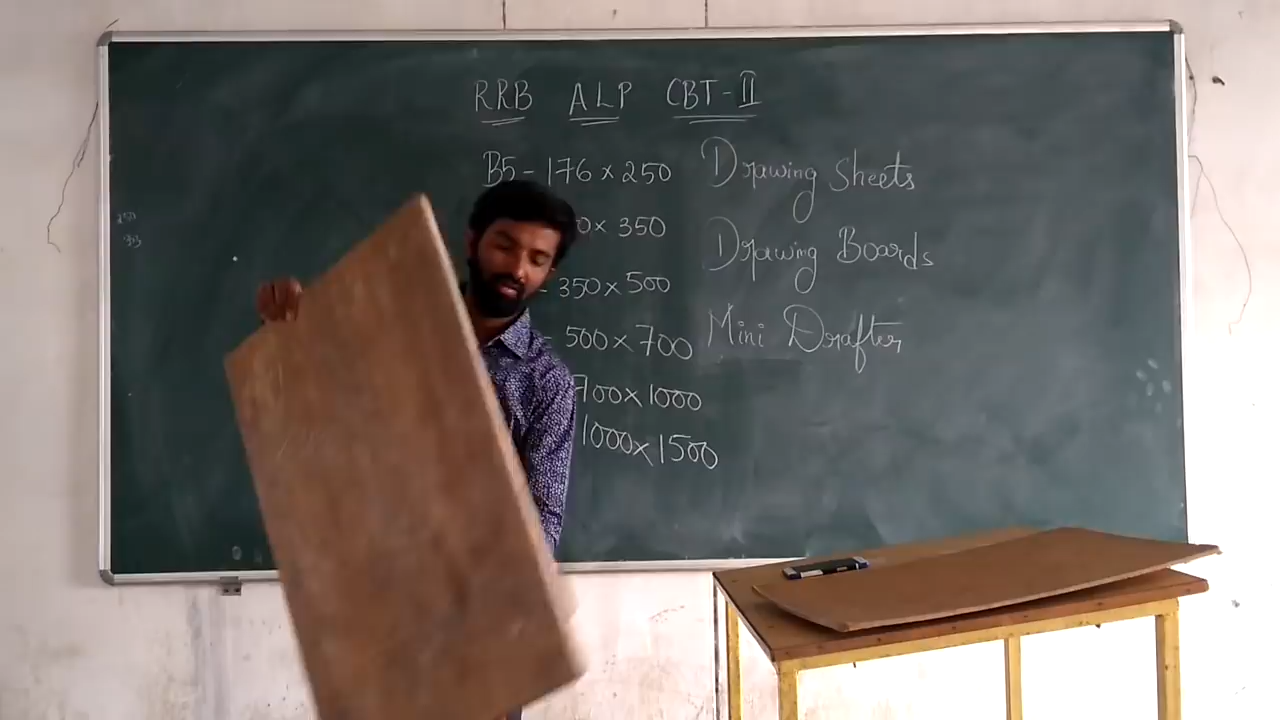 RRB ALP CBT-II
B5 - 176 × 250
0 × 350
- 350 × 500
- 500 × 700
700 × 1000
1000 × 1500
Drawing Sheets
Drawing Boards
Mini Drafter